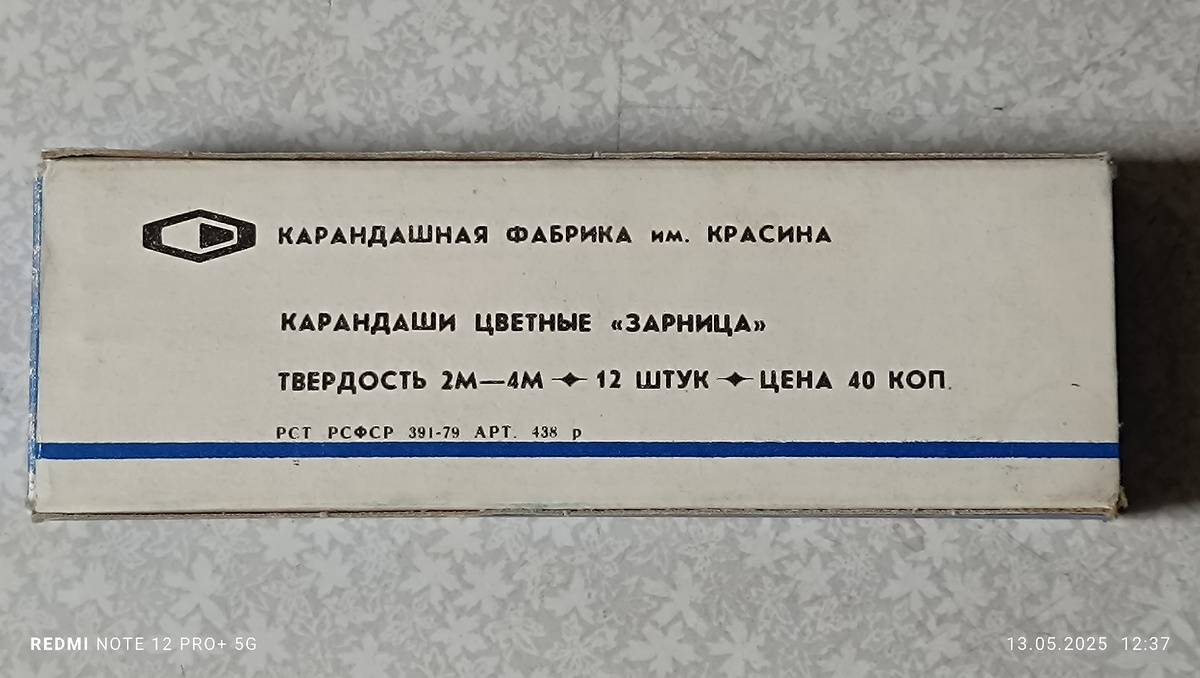 КАРАНДАШНАЯ ФАБРИКА им. КРАСИНА
КАРАНДАШИ ЦВЕТНЫЕ «ЗАРНИЦА»
ТВЕРДОСТЬ 2М—4М 12 ШТУК ЦЕНА 40 КОП.
РСТ РСФСР 391-79 АРТ. 438 р
REDMI NOTE 12 PRO+ 5G
13.05.2025 12:37